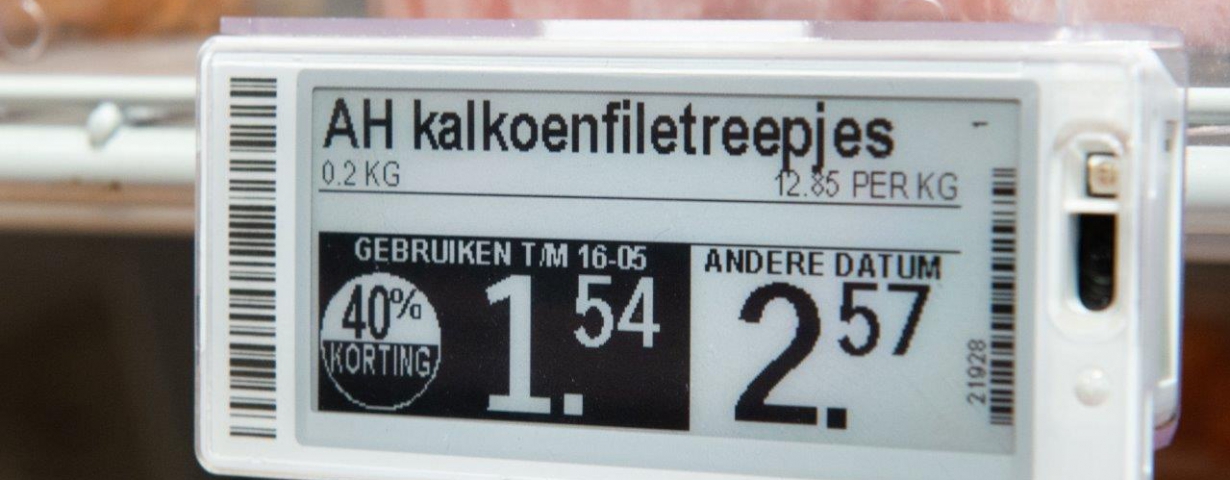 AH kalkoenfiletreepjes
0.2 KG 12.85 PER KG
GEBRUIKEN T/M 16-05
40% KORTING
1.54
ANDERE DATUM
2.57
1
21928